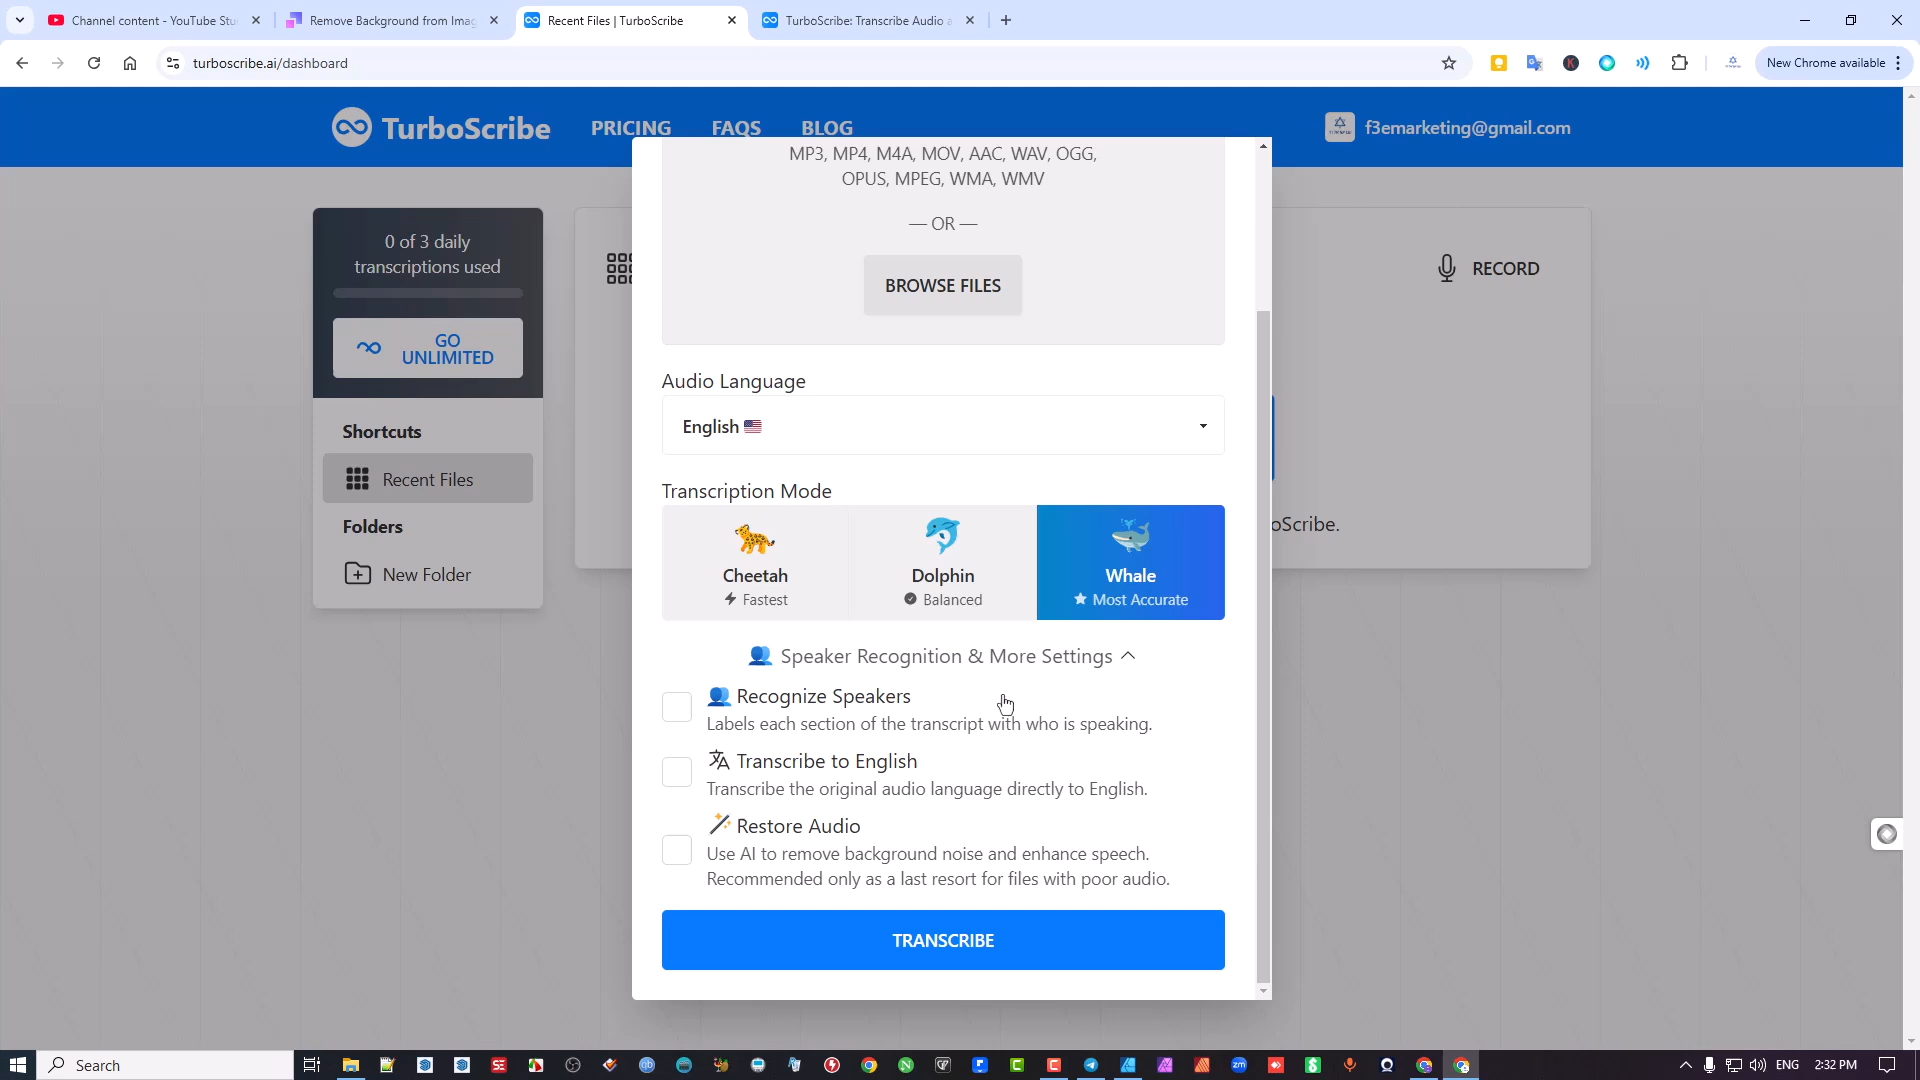 Channel content - YouTube Stu
Remove Background from Imag
Recent Files | TurboScribe
TurboScribe: Transcribe Audio a
turboscribe.ai/dashboard
New Chrome available
TurboScribe
PRICING
FAQS
BLOG
f3emarketing@gmail.com
0 of 3 daily
transcriptions used
GO
UNLIMITED
Shortcuts
Recent Files
Folders
New Folder
RECORD
oScribe.
MP3, MP4, M4A, MOV, AAC, WAV, OGG,
OPUS, MPEG, WMA, WMV
— OR —
BROWSE FILES
Audio Language
English
Transcription Mode
Cheetah
Fastest
Dolphin
Balanced
Whale
Most Accurate
Speaker Recognition & More Settings
Recognize Speakers
Labels each section of the transcript with who is speaking.
Transcribe to English
Transcribe the original audio language directly to English.
Restore Audio
Use AI to remove background noise and enhance speech.
Recommended only as a last resort for files with poor audio.
TRANSCRIBE
Search
ENG
2:32 PM